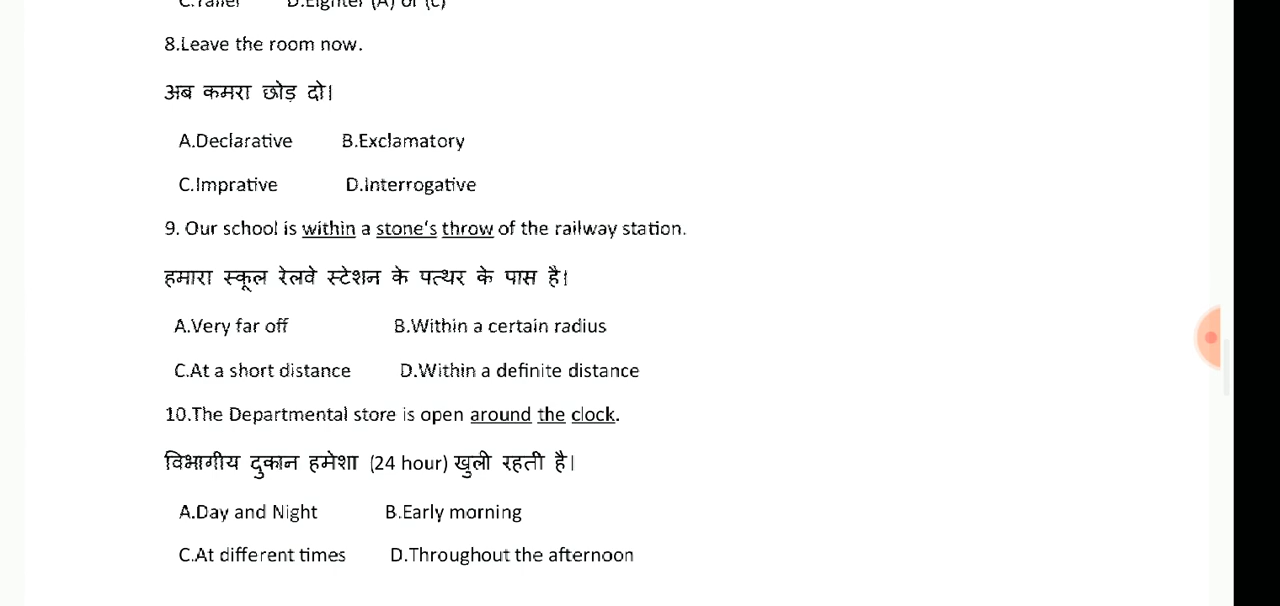 8.Leave the room now.
अब कमरा छोड़ दो।
A.Declarative B.Exclamatory
C.Imprative D.Interrogative
9. Our school is within a stone's throw of the railway station.
हमारा स्कूल रेलवे स्टेशन के पत्थर के पास है।
A.Very far off B.Within a certain radius
C.At a short distance D.Within a definite distance
10.The Departmental store is open around the clock.
विभागीय दुकान हमेशा (24 hour) खुली रहती है।
A.Day and Night B.Early morning
C.At different times D.Throughout the afternoon